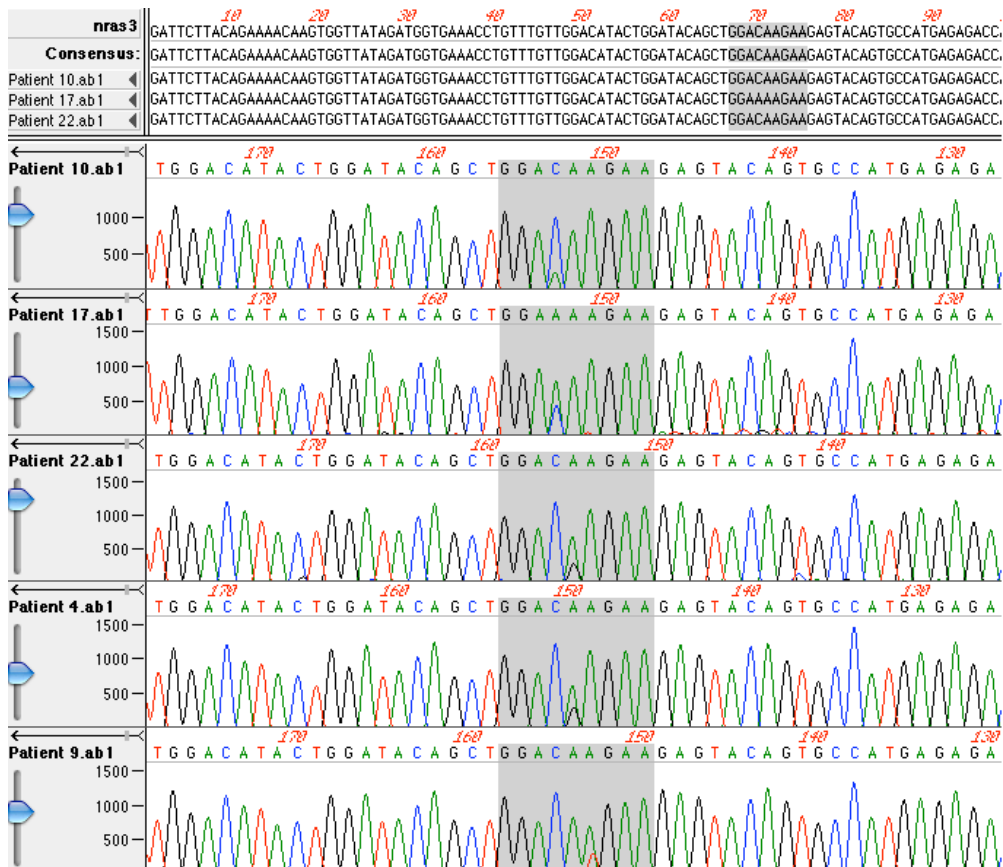 10 20 30 40 50 60 70 80 90
nras3 GATTCTTACAGAAAACAAGTGGTTATAGATGGTGAAACCTGTTTGTTGGACATACTGGATACAGCTGGACAAGAAGAGTACAGTGCCATGAGAGACC
Consensus: GATTCTTACAGAAAACAAGTGGTTATAGATGGTGAAACCTGTTTGTTGGACATACTGGATACAGCTGGACAAGAAGAGTACAGTGCCATGAGAGACC
Patient 10.ab1 GATTCTTACAGAAAACAAGTGGTTATAGATGGTGAAACCTGTTTGTTGGACATACTGGATACAGCTGGACAAGAAGAGTACAGTGCCATGAGAGACC
Patient 17.ab1 GATTCTTACAGAAAACAAGTGGTTATAGATGGTGAAACCTGTTTGTTGGACATACTGGATACAGCTGGAAAAGAAGAGTACAGTGCCATGAGAGACC
Patient 22.ab1 GATTCTTACAGAAAACAAGTGGTTATAGATGGTGAAACCTGTTTGTTGGACATACTGGATACAGCTGGACAAGAAGAGTACAGTGCCATGAGAGACC
170 160 150 140 130
Patient 10.ab1 T G G A C A T A C T G G A T A C A G C T G G A C A A G A A G A G T A C A G T G C C A T G A G A G A
1000
500
170 160 150 140 130
Patient 17.ab1 T T G G A C A T A C T G G A T A C A G C T G G A A A A G A A G A G T A C A G T G C C A T G A G A G A
1500
1000
500
170 160 150 140
Patient 22.ab1 T G G A C A T A C T G G A T A C A G C T G G A C A A G A A G A G T A C A G T G C C A T G A G A G A
1000
500
170 160 150 140 130
Patient 4.ab1 T G G A C A T A C T G G A T A C A G C T G G A C A A G A A G A G T A C A G T G C C A T G A G A G A
1500
1000
500
170 160 150 140 130
Patient 9.ab1 T G G A C A T A C T G G A T A C A G C T G G A C A A G A A G A G T A C A G T G C C A T G A G A G A
1500
1000
500